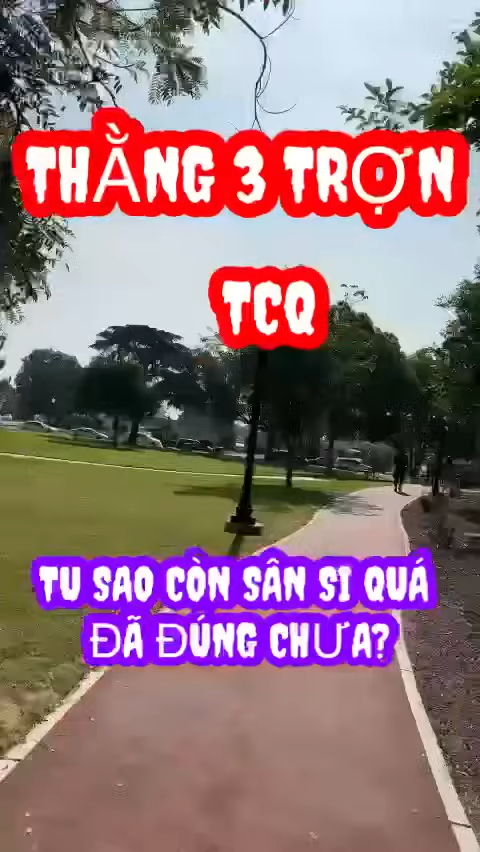 THẰNG 3 TRỢN
TCQ
TU SAO CÒN SÂN SI QUÁ
ĐÃ ĐÚNG CHƯA?